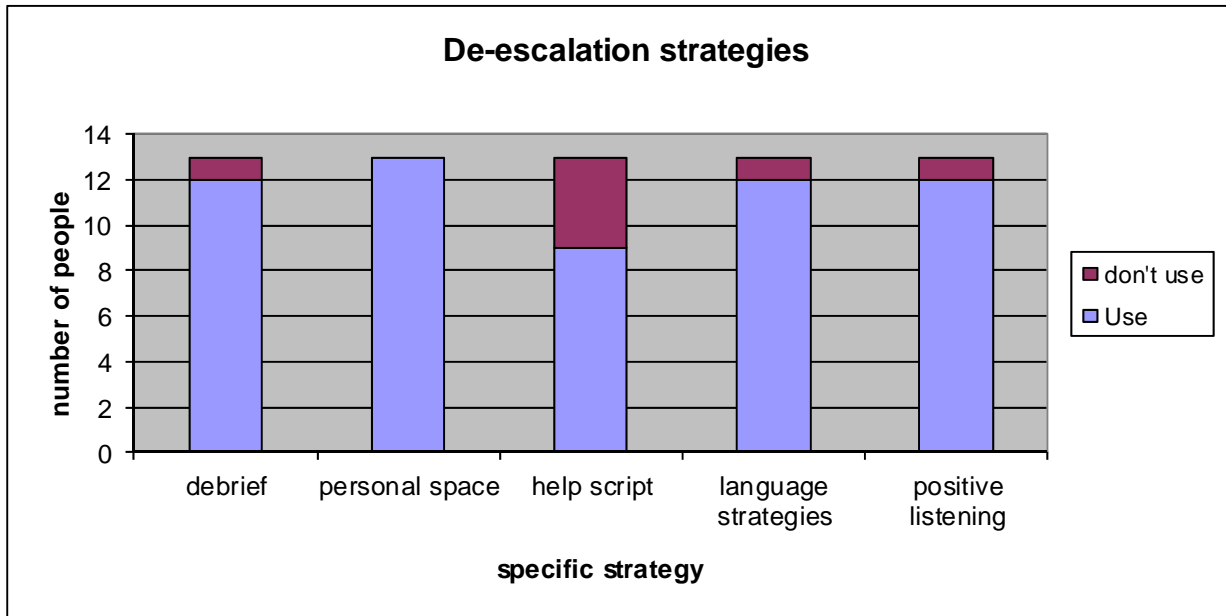 De-escalation strategies
14
12
10
8
6
4
2
0
number of people
debrief
personal space
help script
language
strategies
positive
listening
specific strategy
don't use
Use